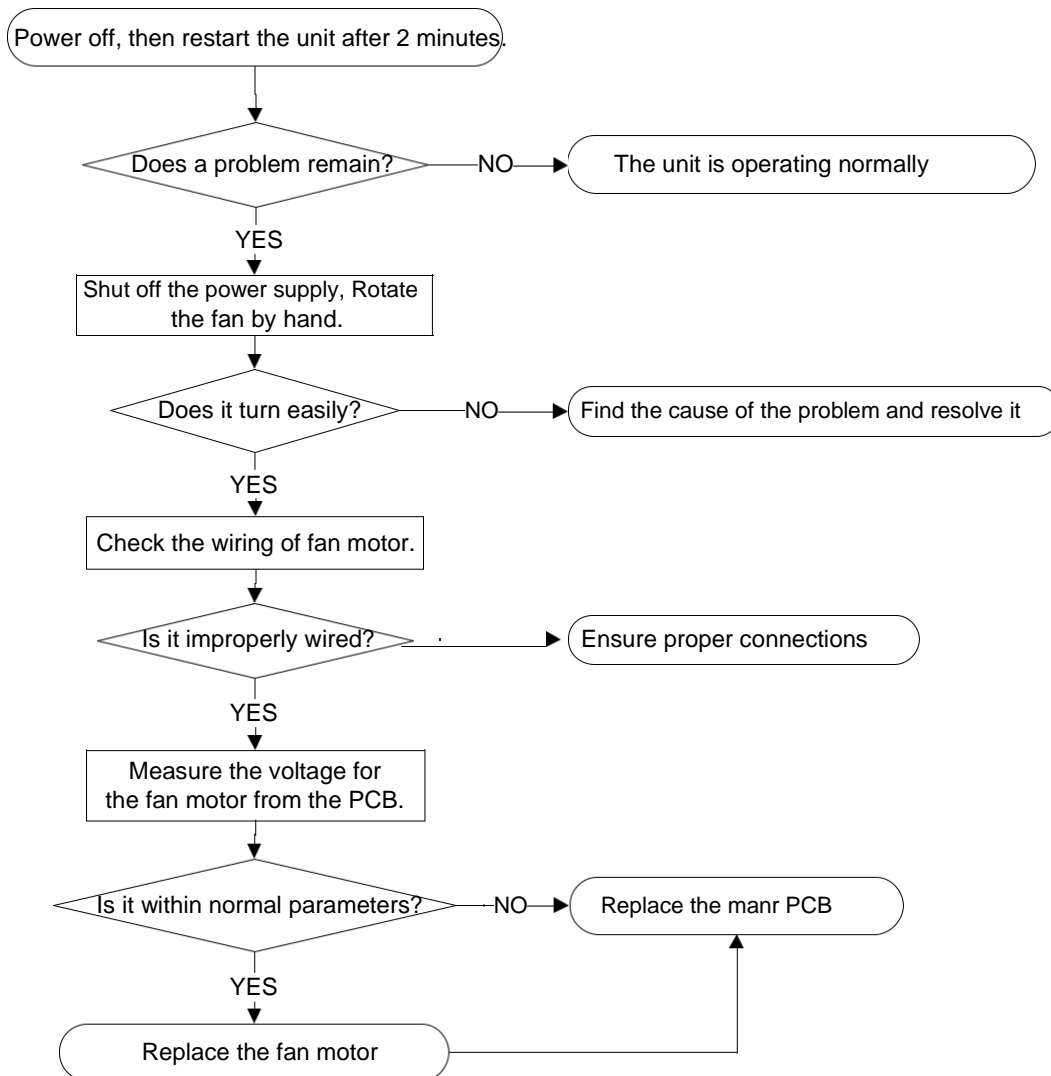 Power off, then restart the unit after 2 minutes.
Does a problem remain?
NO
The unit is operating normally
YES
Shut off the power supply, Rotate
the fan by hand.
Does it turn easily?
NO
Find the cause of the problem and resolve it
YES
Check the wiring of fan motor.
Is it improperly wired?
Ensure proper connections
YES
Measure the voltage for
the fan motor from the PCB.
Is it within normal parameters?
NO
Replace the manr PCB
YES
Replace the fan motor